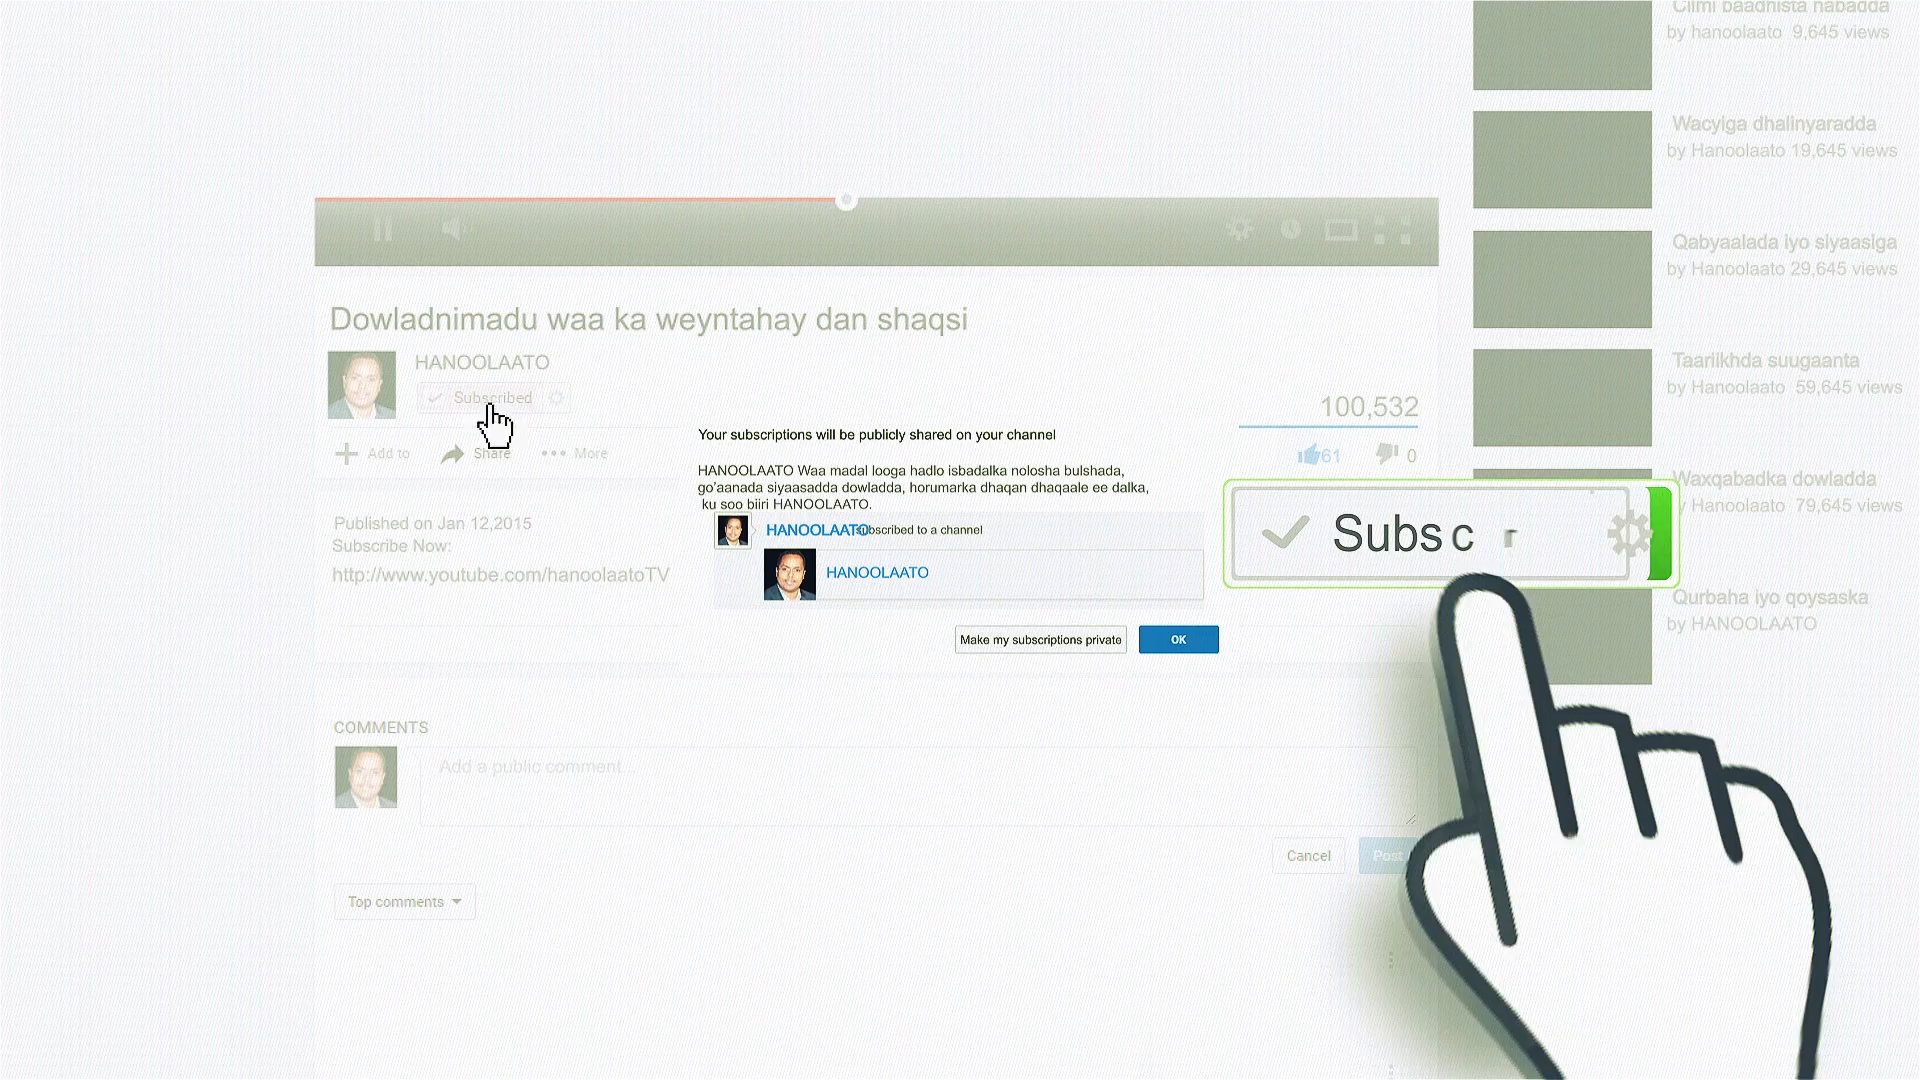 Cilmi baadhista nabadda
by hanoolaato 9,645 views
Wacyiga dhalinyaradda
by Hanoolaato 19,645 views
Qabyaalada iyo siyaasiga
by Hanoolaato 29,645 views
Taariikhda suugaanta
by Hanoolaato 59,645 views
Waxqabadka dowladda
y Hanoolaato 79,645 views
Qurbaha iyo qoysaska
by HANOOLAATO
Dowladnimadu waa ka weyntahay dan shaqsi
HANOOLAATO
Subscribed
Add to Share More
100,532
61 0
Published on Jan 12,2015
Subscribe Now:
http://www.youtube.com/hanoolaatoTV
Your subscriptions will be publicly shared on your channel
HANOOLAATO Waa madal looga hadlo isbadalka nolosha bulshada,
go'aanada siyaasadda dowladda, horumarka dhaqan dhaqaale ee dalka,
ku soo biiri HANOOLAATO.
HANOOLAATO subscribed to a channel
HANOOLAATO
Make my subscriptions private OK
Subsc r
COMMENTS
Add a public comment...
Cancel Post
Top comments